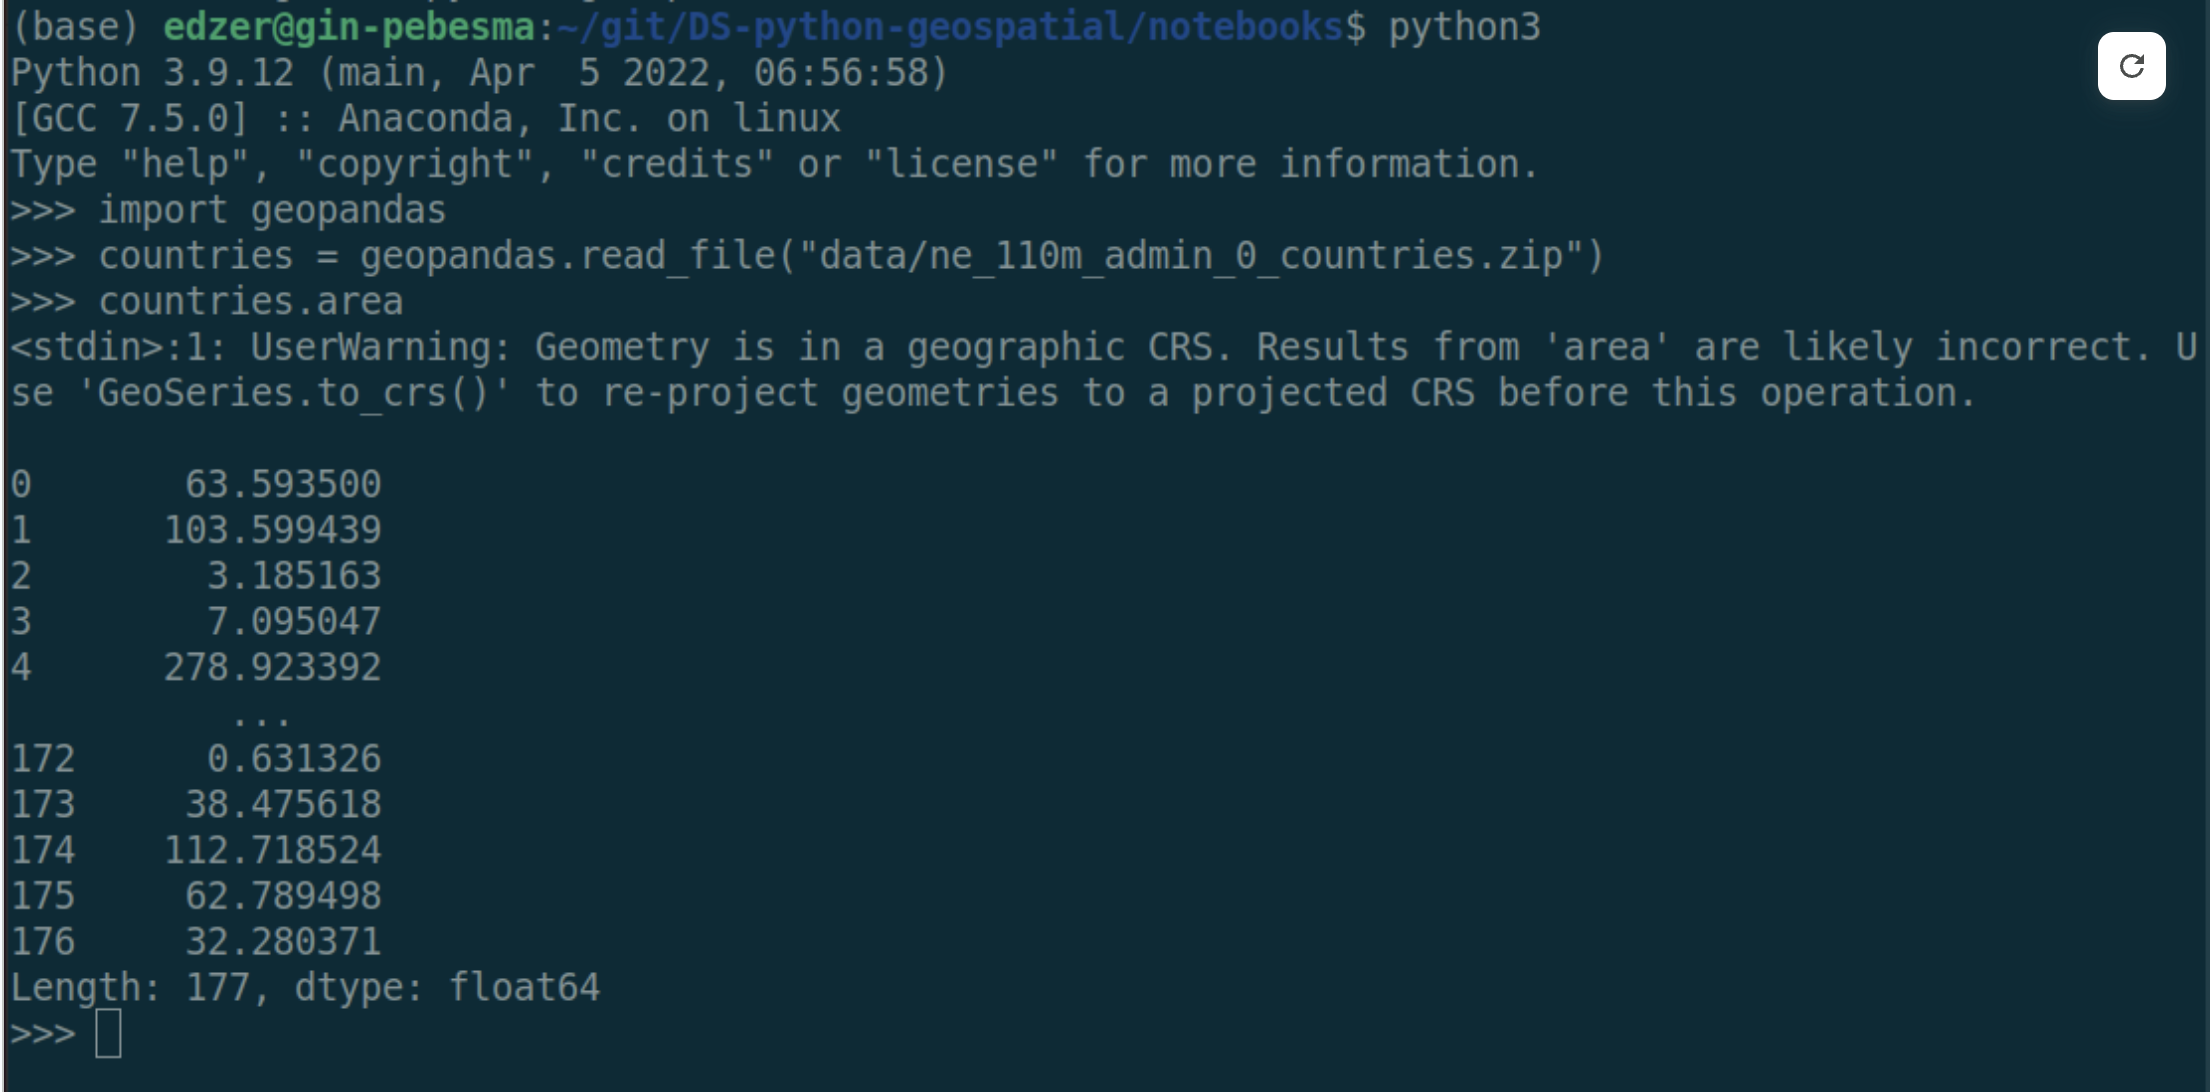 (base) edzer@gin-pebesma:~/git/DS-python-geospatial/notebooks$ python3
Python 3.9.12 (main, Apr  5 2022, 06:56:58)
[GCC 7.5.0] :: Anaconda, Inc. on linux
Type "help", "copyright", "credits" or "license" for more information.
>>> import geopandas
>>> countries = geopandas.read_file("data/ne_110m_admin_0_countries.zip")
>>> countries.area
<stdin>:1: UserWarning: Geometry is in a geographic CRS. Results from 'area' are likely incorrect. U
se 'GeoSeries.to_crs()' to re-project geometries to a projected CRS before this operation.

0       63.593500
1      103.599439
2        3.185163
3        7.095047
4      278.923392
          ...
172      0.631326
173     38.475618
174    112.718524
175     62.789498
176     32.280371
Length: 177, dtype: float64
>>>